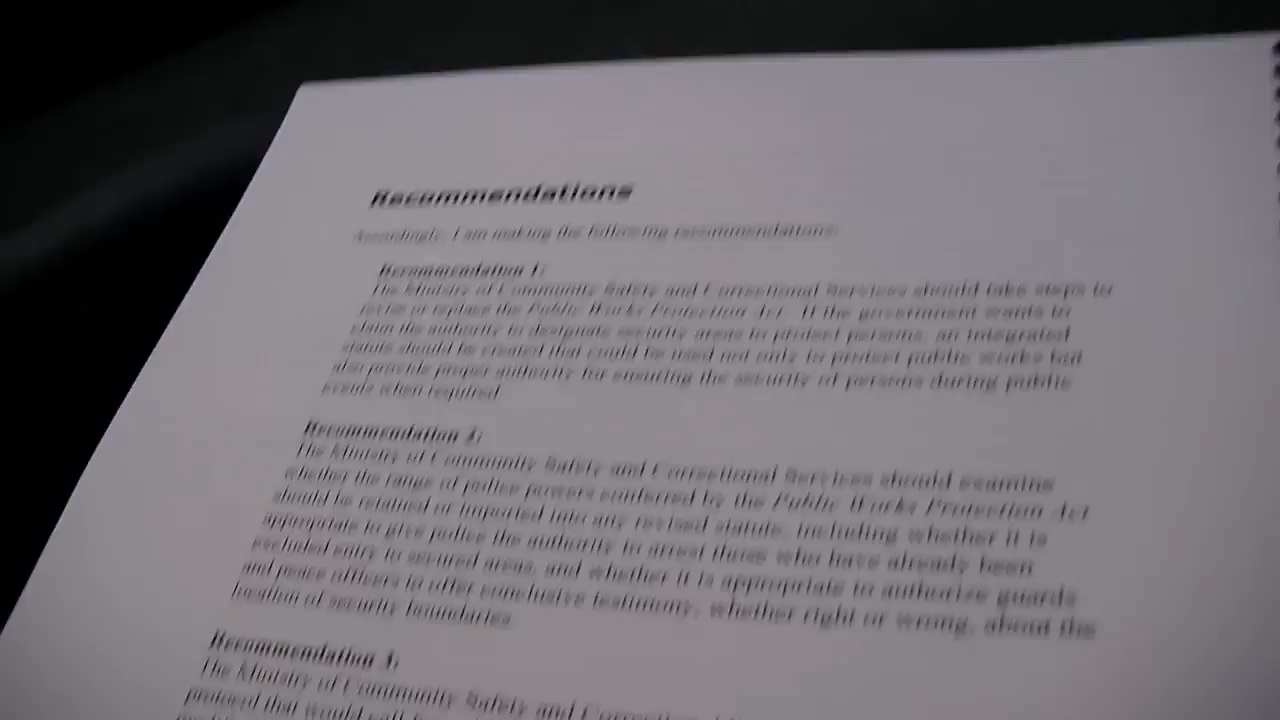 Recommendations
Accordingly, I am making the following recommendations:
Recommendation 1:
The Ministry of Community Safety and Correctional Services should take steps to
revise or replace the Public Works Protection Act. If the government wants to
claim the authority to designate security areas to protect persons, an integrated
statute should be created that could be used not only to protect public works but
also provide proper authority for ensuring the security of persons during public
events when required.
Recommendation 2:
The Ministry of Community Safety and Correctional Services should examine
whether the range of police powers conferred by the Public Works Protection Act
should be retained or imported into any revised statute, including whether it is
appropriate to give police the authority to arrest those who have already been
excluded entry to secured areas, and whether it is appropriate to authorize guards
and peace officers to offer conclusive testimony, whether right or wrong, about the
location of security boundaries.
Recommendation 3:
The Ministry of Community Safety and
protocol that would call